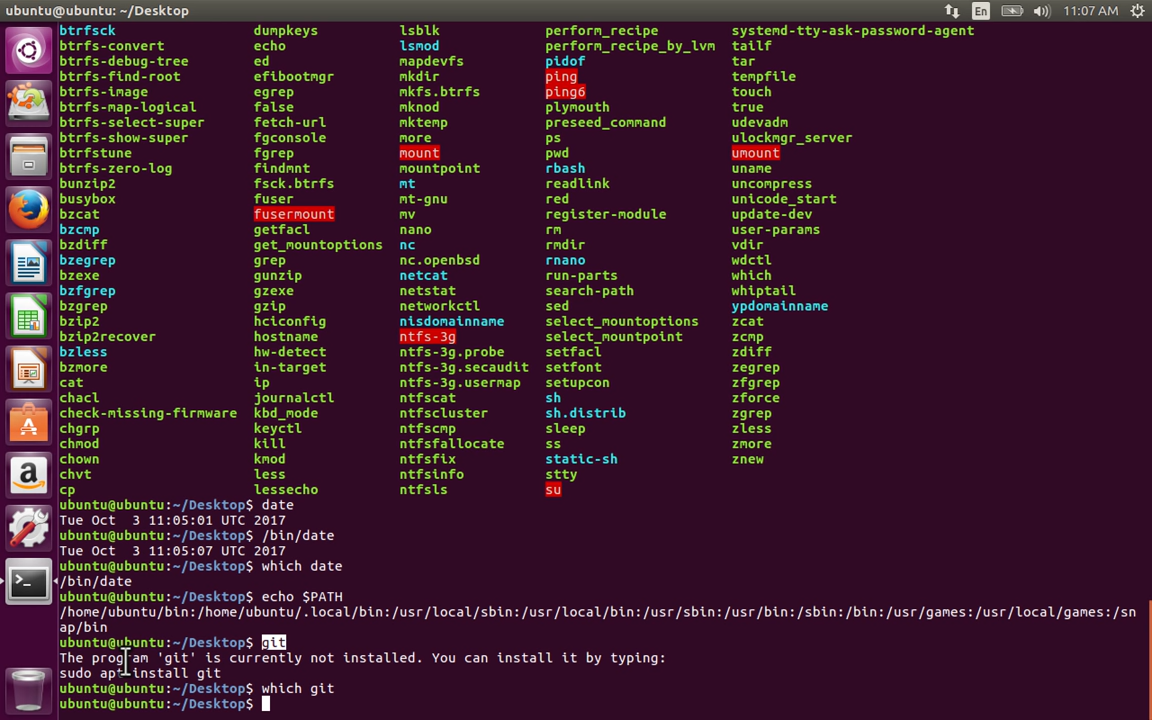 ubuntu@ubuntu: ~/Desktop En 11:07 AM
btrfsck dumpkeys lsblk perform_recipe systemd-tty-ask-password-agent
btrfs-convert echo lsmod perform_recipe_by_lvm tailf
btrfs-debug-tree ed mapdevfs pidof tar
btrfs-find-root efibootmgr mkdir ping tempfile
btrfs-image egrep mkfs.btrfs ping6 touch
btrfs-map-logical false mknod plymouth true
btrfs-select-super fetch-url mktemp preseed_command udevadm
btrfs-show-super fgconsole more ps ulockmgr_server
btrfstune fgrep mount pwd umount
btrfs-zero-log findmnt mountpoint rbash uname
bunzip2 fsck.btrfs mt readlink uncompress
busybox fuser mt-gnu red unicode_start
bzcat fusermount mv register-module update-dev
bzcmp getfacl nano rm user-params
bzdiff get_mountoptions nc rmdir vdir
bzegrep grep nc.openbsd rnano wdctl
bzexe gunzip netcat run-parts which
bzfgrep gzexe netstat search-path whiptail
bzgrep gzip networkctl sed ypdomainname
bzip2 hciconfig nisdomainname select_mountoptions zcat
bzip2recover hostname ntfs-3g select_mountpoint zcmp
bzless hw-detect ntfs-3g.probe setfacl zdiff
bzmore in-target ntfs-3g.secaudit setfont zegrep
cat ip ntfs-3g.usermap setupcon zfgrep
chacl journalctl ntfscat sh zforce
check-missing-firmware kbd_mode ntfscluster sh.distrib zgrep
chgrp keyctl ntfscmp sleep zless
chmod kill ntfsfallocate ss zmore
chown kmod ntfsfix static-sh znew
chvt less ntfsinfo stty
cp lessecho ntfsls su
ubuntu@ubuntu:~/Desktop$ date
Tue Oct  3 11:05:01 UTC 2017
ubuntu@ubuntu:~/Desktop$ /bin/date
Tue Oct  3 11:05:07 UTC 2017
ubuntu@ubuntu:~/Desktop$ which date
/bin/date
ubuntu@ubuntu:~/Desktop$ echo $PATH
/home/ubuntu/bin:/home/ubuntu/.local/bin:/usr/local/sbin:/usr/local/bin:/usr/sbin:/usr/bin:/sbin:/bin:/usr/games:/usr/local/games:/sn
ap/bin
ubuntu@ubuntu:~/Desktop$ git
The program 'git' is currently not installed. You can install it by typing:
sudo apt install git
ubuntu@ubuntu:~/Desktop$ which git
ubuntu@ubuntu:~/Desktop$